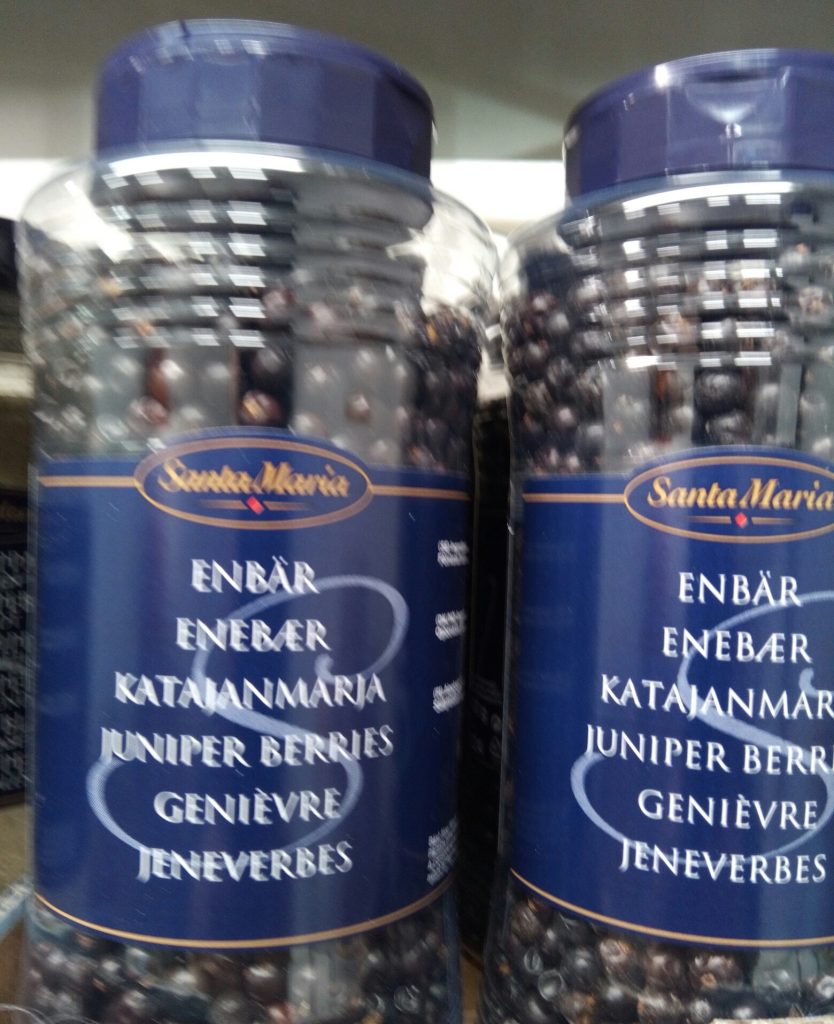 Santa Maria
ENBÄR
ENEBÆR
KATAJANMARJA
JUNIPER BERRIES
GENIÈVRE
JENEVERBES
Santa Maria
ENBÄR
ENEBÆR
KATAJANMAR
JUNIPER BERR
GENIÈVRE
JENEVERBES